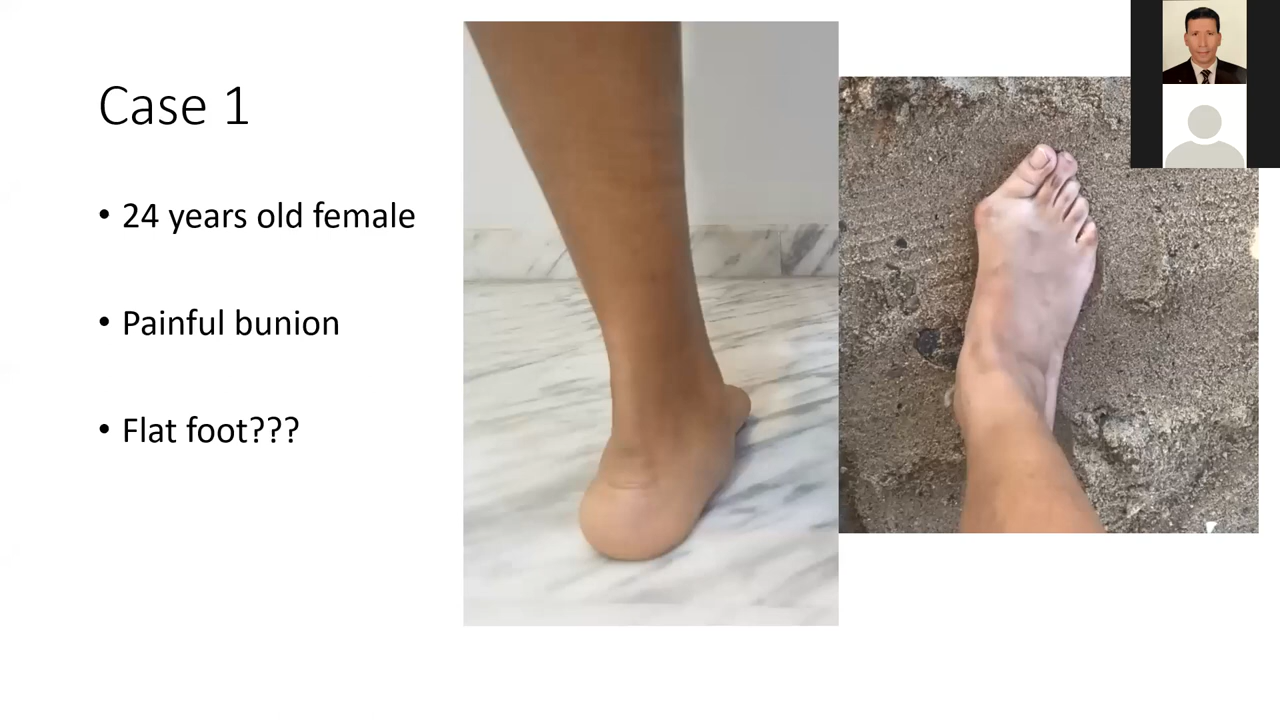 Case 1
• 24 years old female
• Painful bunion
• Flat foot???